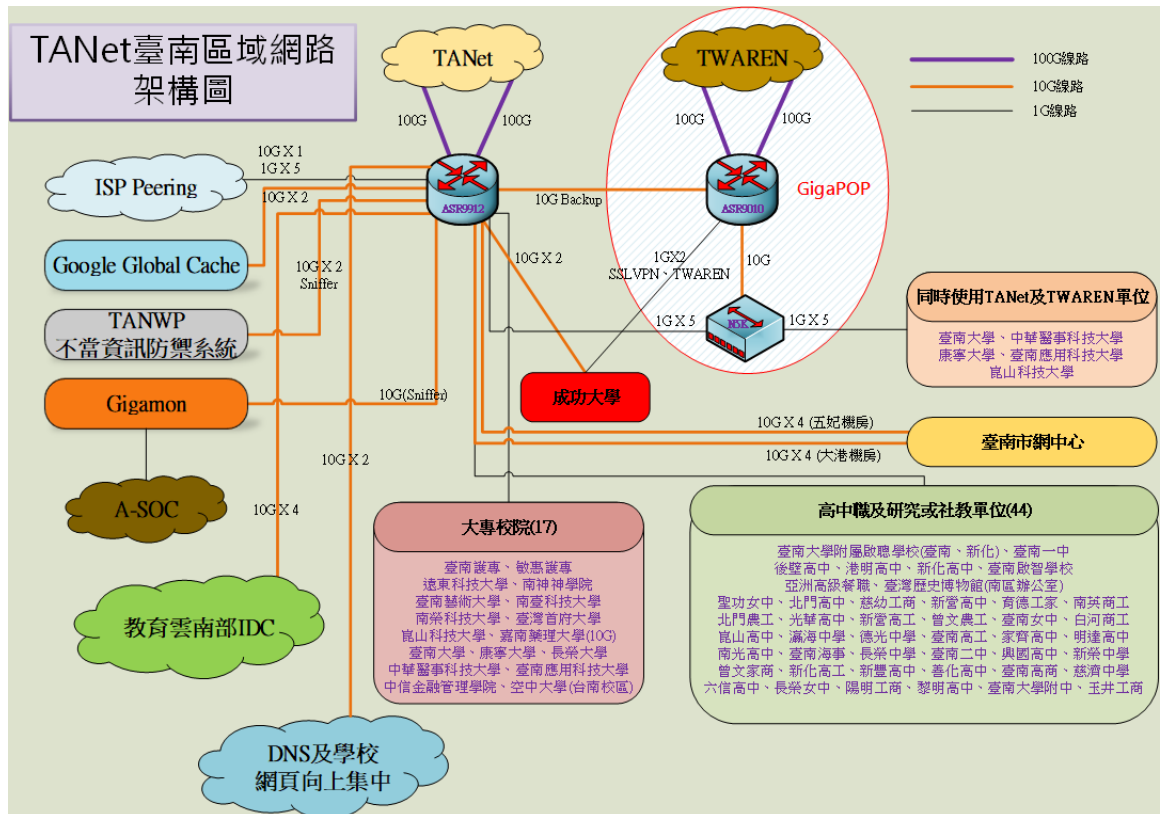 TANet臺南區域網路
架構圖
TANet
TWAREN
100G線路
10G線路
1G線路
100G
100G
100G
100G
10G X 1
1G X 5
ISP Peering
10G X 2
ASR9912
10G Backup
ASR9010
GigaPOP
Google Global Cache
10G X 2
Sniffer
10G X 2
1GX2
SSLVPN、TWAREN
10G
TANWP
不當資訊防禦系統
1G X 5
N5K
1G X 5
同時使用TANet及TWAREN單位
臺南大學、中華醫事科技大學
康寧大學、臺南應用科技大學
崑山科技大學
Gigamon
10G(Sniffer)
成功大學
10G X 4 (五妃機房)
臺南市網中心
10G X 4 (大港機房)
10G X 2
A-SOC
10G X 4
大專校院(17)
臺南護專、敏惠護專
遠東科技大學、南神神學院
臺南藝術大學、南臺科技大學
南榮科技大學、臺灣首府大學
崑山科技大學、嘉南藥理大學(10G)
臺南大學、康寧大學、長榮大學
中華醫事科技大學、臺南應用科技大學
中信金融管理學院、空中大學(台南校區)
高中職及研究或社教單位(44)
臺南大學附屬啟聰學校(臺南、新化)、臺南一中
後壁高中、港明高中、新化高中、臺南啟智學校
亞洲高級餐職、臺灣歷史博物館(南區辦公室)
聖功女中、北門高中、慈幼工商、新營高中、育德工家、南英商工
北門農工、光華高中、新營高工、曾文農工、臺南女中、白河商工
崑山高中、瀛海中學、德光中學、臺南高工、家齊高中、明達高中
南光高中、臺南海事、長榮中學、臺南二中、興國高中、新榮中學
曾文家商、新化高工、新豐高中、善化高中、臺南高商、慈濟中學
六信高中、長榮女中、陽明工商、黎明高中、臺南大學附中、玉井工商
教育雲南部IDC
DNS及學校
網頁向上集中